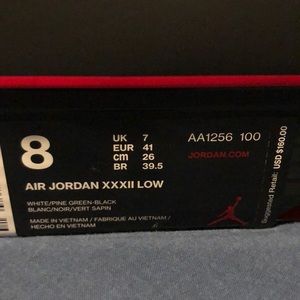 8
UK 7
EUR 41
cm 26
BR 39.5
AA1256 100
JORDAN.COM
AIR JORDAN XXXII LOW
WHITE/PINE GREEN-BLACK
BLANC/NOIR/VERT SAPIN
MADE IN VIETNAM / FABRIQUÉ AU VIETNAM /
HECHO EN VIETNAM
Suggested Retail: USD $160.00